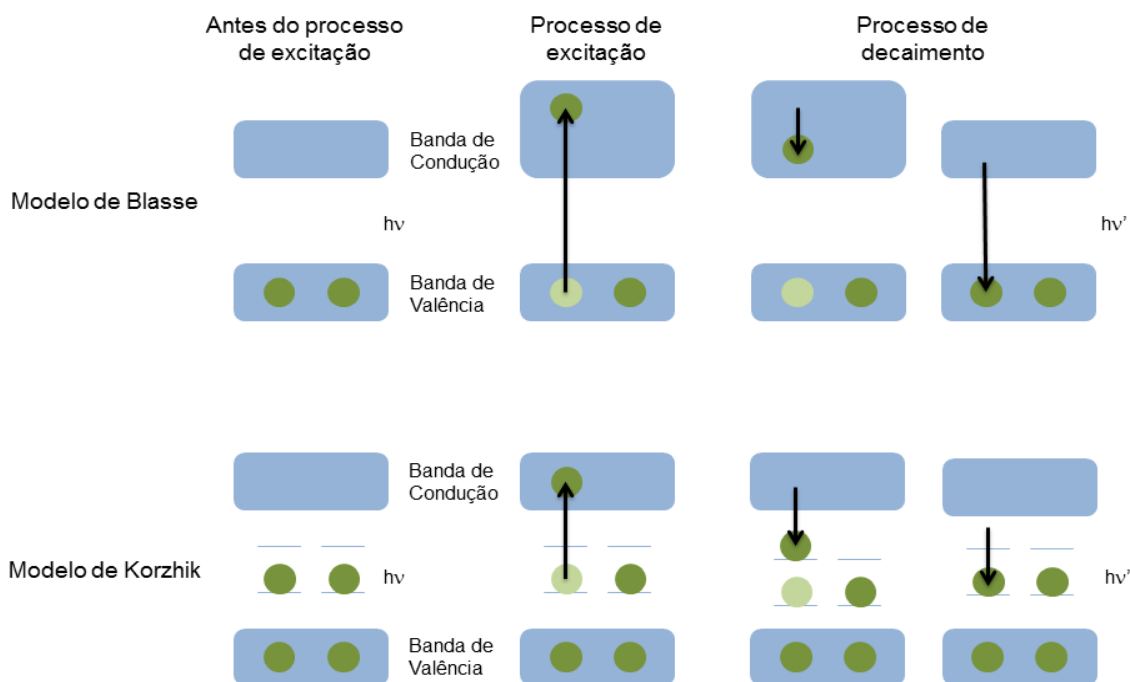 Antes do processo
de excitação
Processo de
excitação
Processo de
decaimento
Modelo de Blasse
Banda de
Condução
hν
hν’
Banda de
Valência
Modelo de Korzhik
Banda de
Condução
hν
hν’
Banda de
Valência